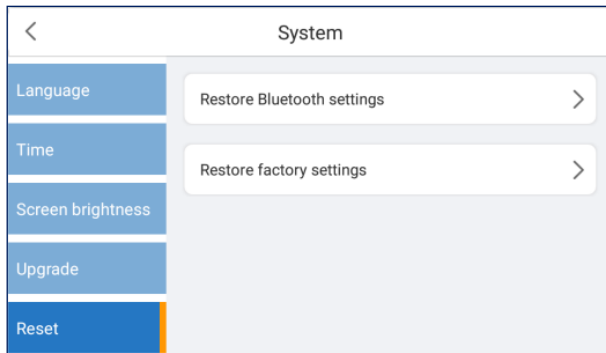 System
Language
Time
Screen brightness
Upgrade
Reset
Restore Bluetooth settings
Restore factory settings